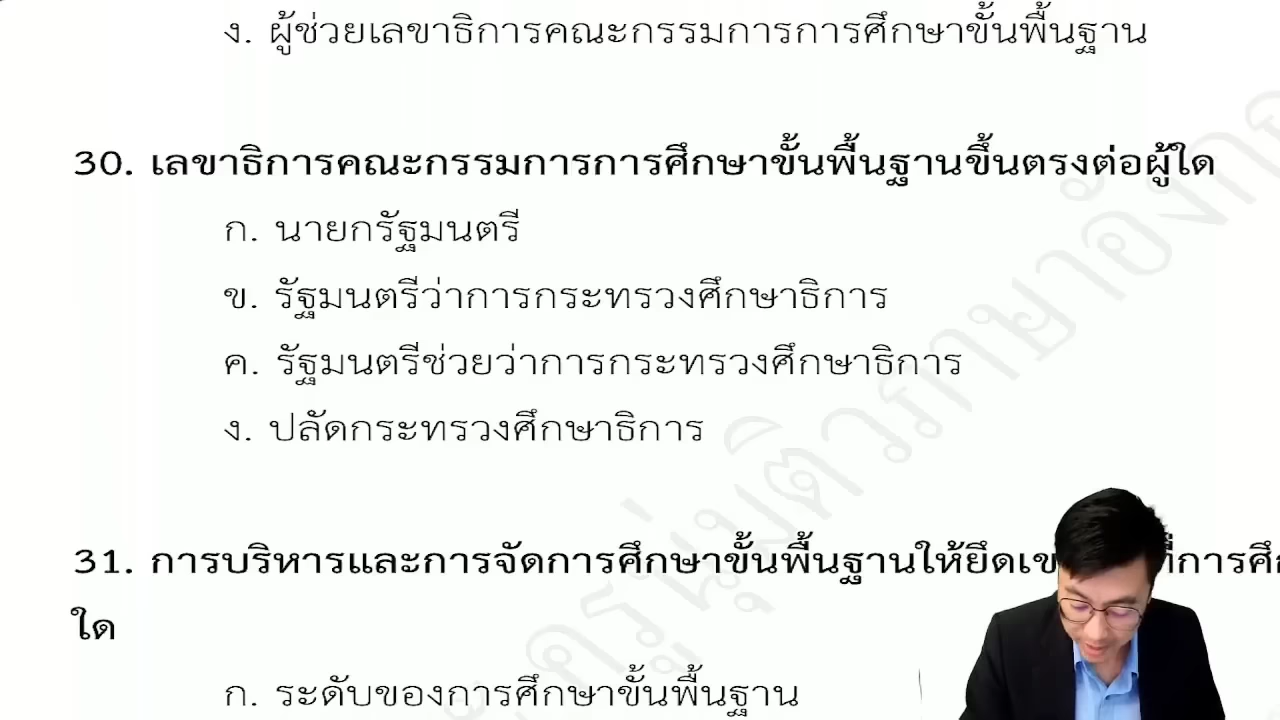 ง. ผู้ช่วยเลขาธิการคณะกรรมการการศึกษาขั้นพื้นฐาน
30. เลขาธิการคณะกรรมการการศึกษาขั้นพื้นฐานขึ้นตรงต่อผู้ใด
ก. นายกรัฐมนตรี
ข. รัฐมนตรีว่าการกระทรวงศึกษาธิการ
ค. รัฐมนตรีช่วยว่าการกระทรวงศึกษาธิการ
ง. ปลัดกระทรวงศึกษาธิการ
31. การบริหารและการจัดการศึกษาขั้นพื้นฐานให้ยึด
ใด
ก. ระดับของการศึกษาขั้นพื้นฐาน